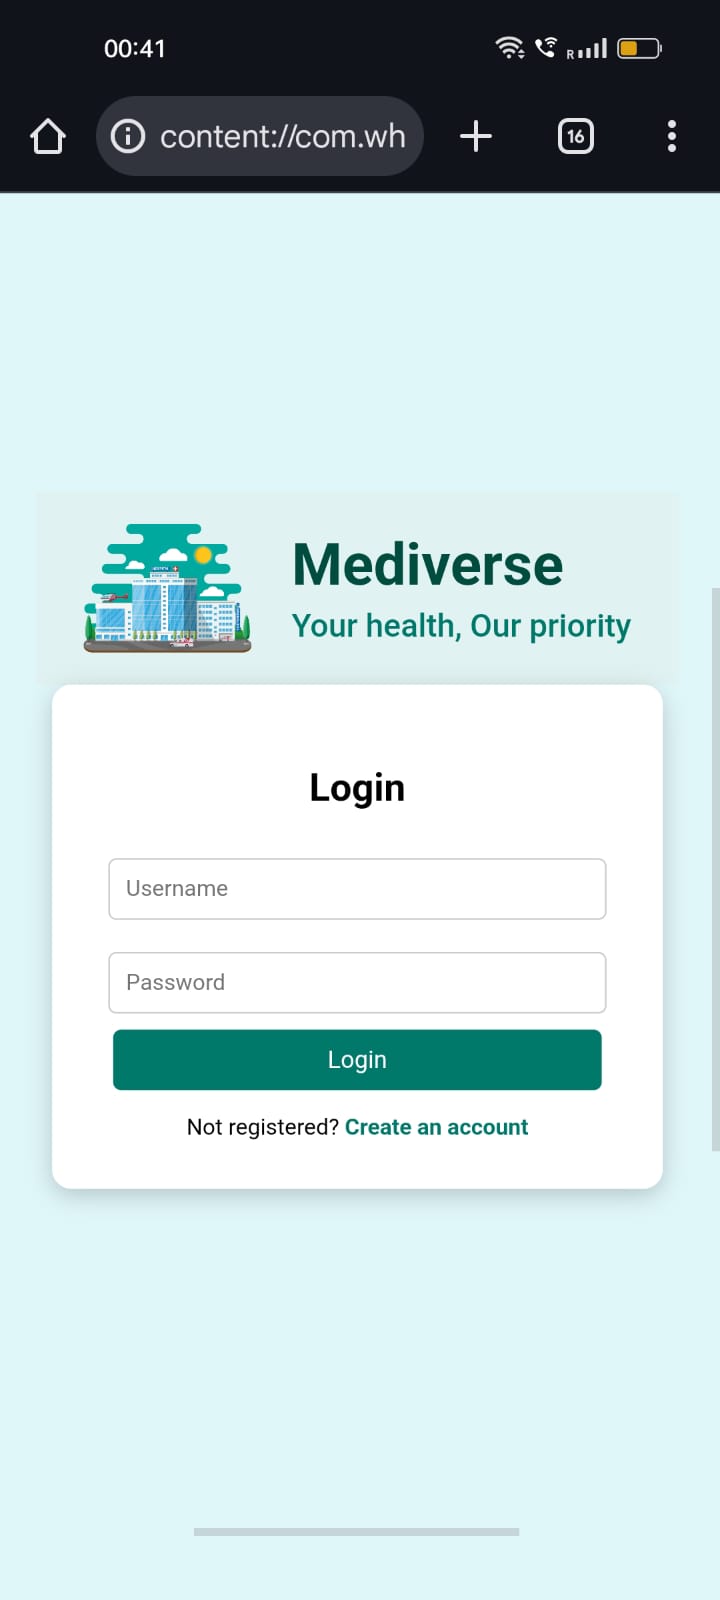 00:41
R
content://com.wh
16
Mediverse
Your health, Our priority
Login
Username
Password
Login
Not registered? Create an account